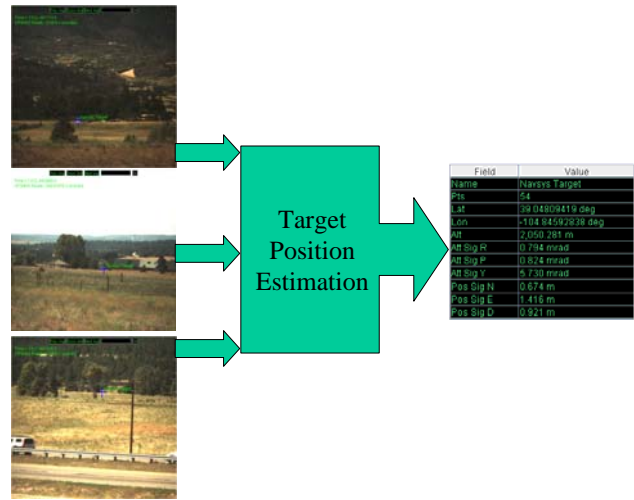 Target
Position
Estimation
Field Value
Name Navsys Target
Pts 54
Lat 39.04809419 deg
Lon -104.84592838 deg
Alt 2,050.281 m
Att Sig R 0.794 mrad
Att Sig P 0.824 mrad
Att Sig Y 5.730 mrad
Pos Sig N 0.674 m
Pos Sig E 1.416 m
Pos Sig D 0.921 m